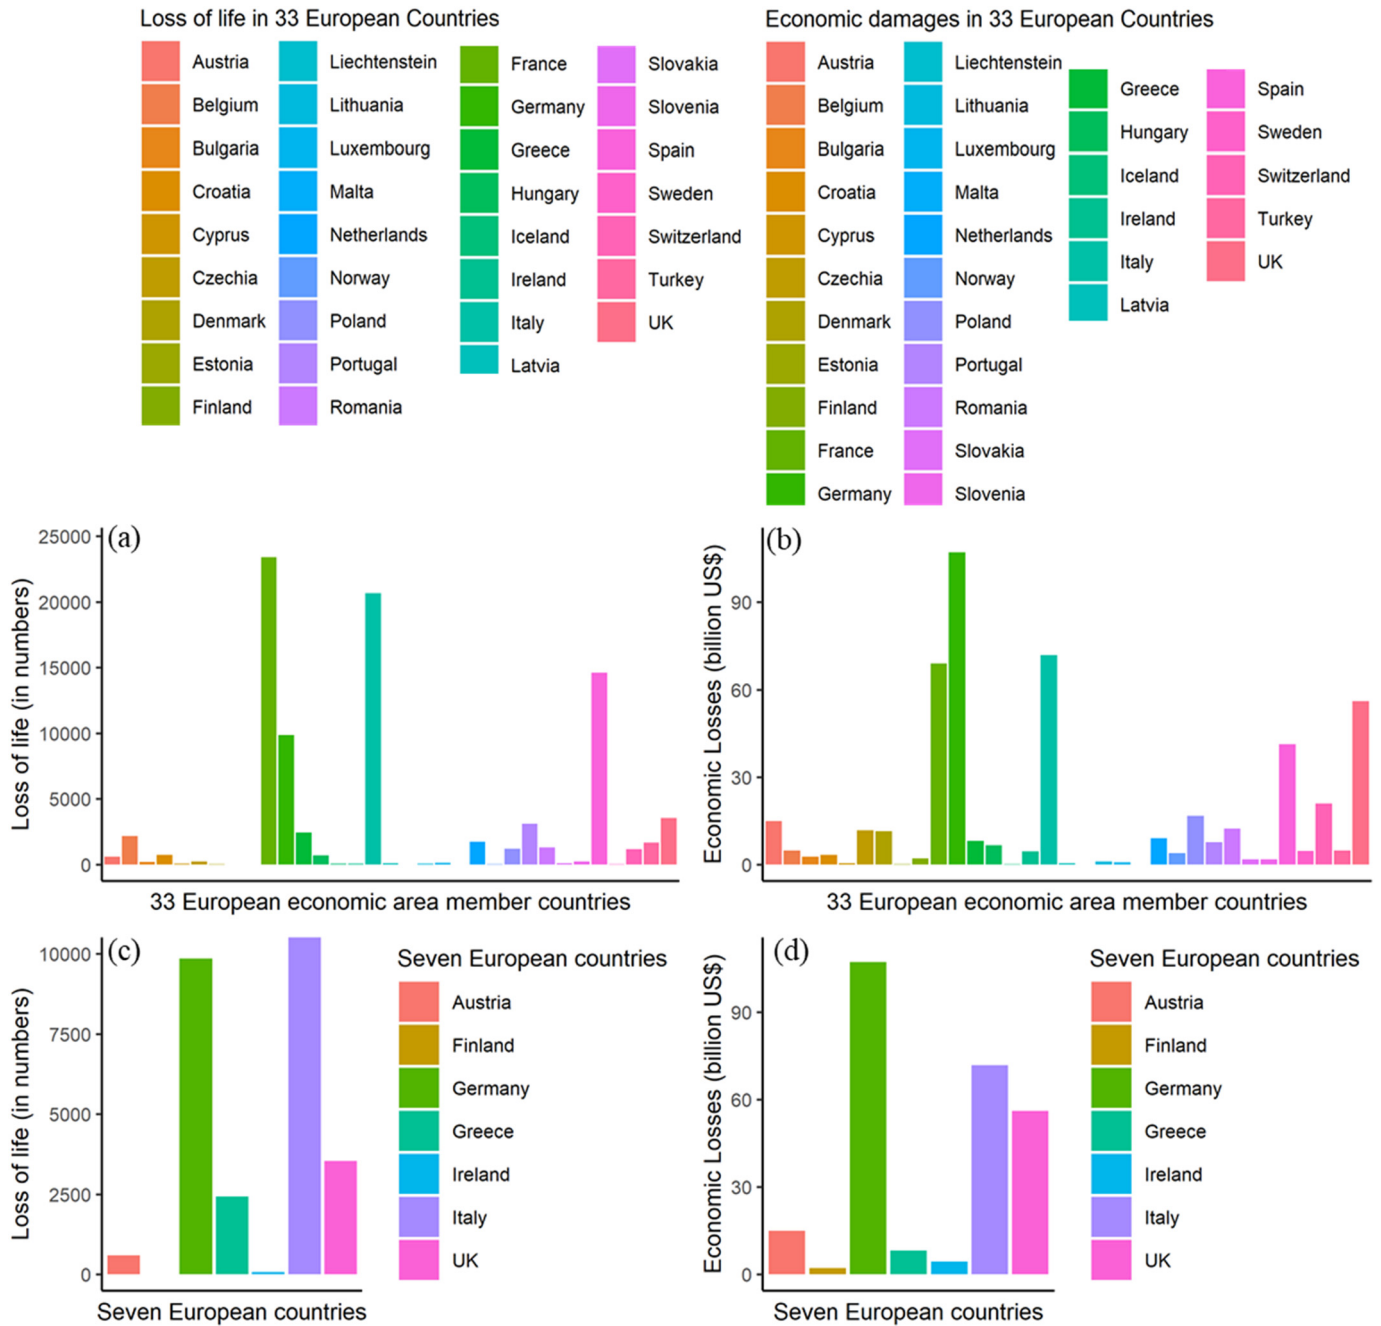 Loss of life in 33 European Countries
Austria
Belgium
Bulgaria
Croatia
Cyprus
Czechia
Denmark
Estonia
Finland
Liechtenstein
Lithuania
Luxembourg
Malta
Netherlands
Norway
Poland
Portugal
Romania
France
Germany
Greece
Hungary
Iceland
Ireland
Italy
Latvia
Slovakia
Slovenia
Spain
Sweden
Switzerland
Turkey
UK
Economic damages in 33 European Countries
Austria
Belgium
Bulgaria
Croatia
Cyprus
Czechia
Denmark
Estonia
Finland
France
Germany
Liechtenstein
Lithuania
Luxembourg
Malta
Netherlands
Norway
Poland
Portugal
Romania
Slovakia
Slovenia
Greece
Hungary
Iceland
Ireland
Italy
Latvia
Spain
Sweden
Switzerland
Turkey
UK
(a)
Loss of life (in numbers)
25000
20000
15000
10000
5000
0
33 European economic area member countries
(b)
Economic Losses (billion US$)
90
60
30
0
33 European economic area member countries
(c)
Loss of life (in numbers)
10000
7500
5000
2500
0
Seven European countries
Seven European countries
Austria
Finland
Germany
Greece
Ireland
Italy
UK
(d)
Economic Losses (billion US$)
90
60
30
0
Seven European countries
Seven European countries
Austria
Finland
Germany
Greece
Ireland
Italy
UK